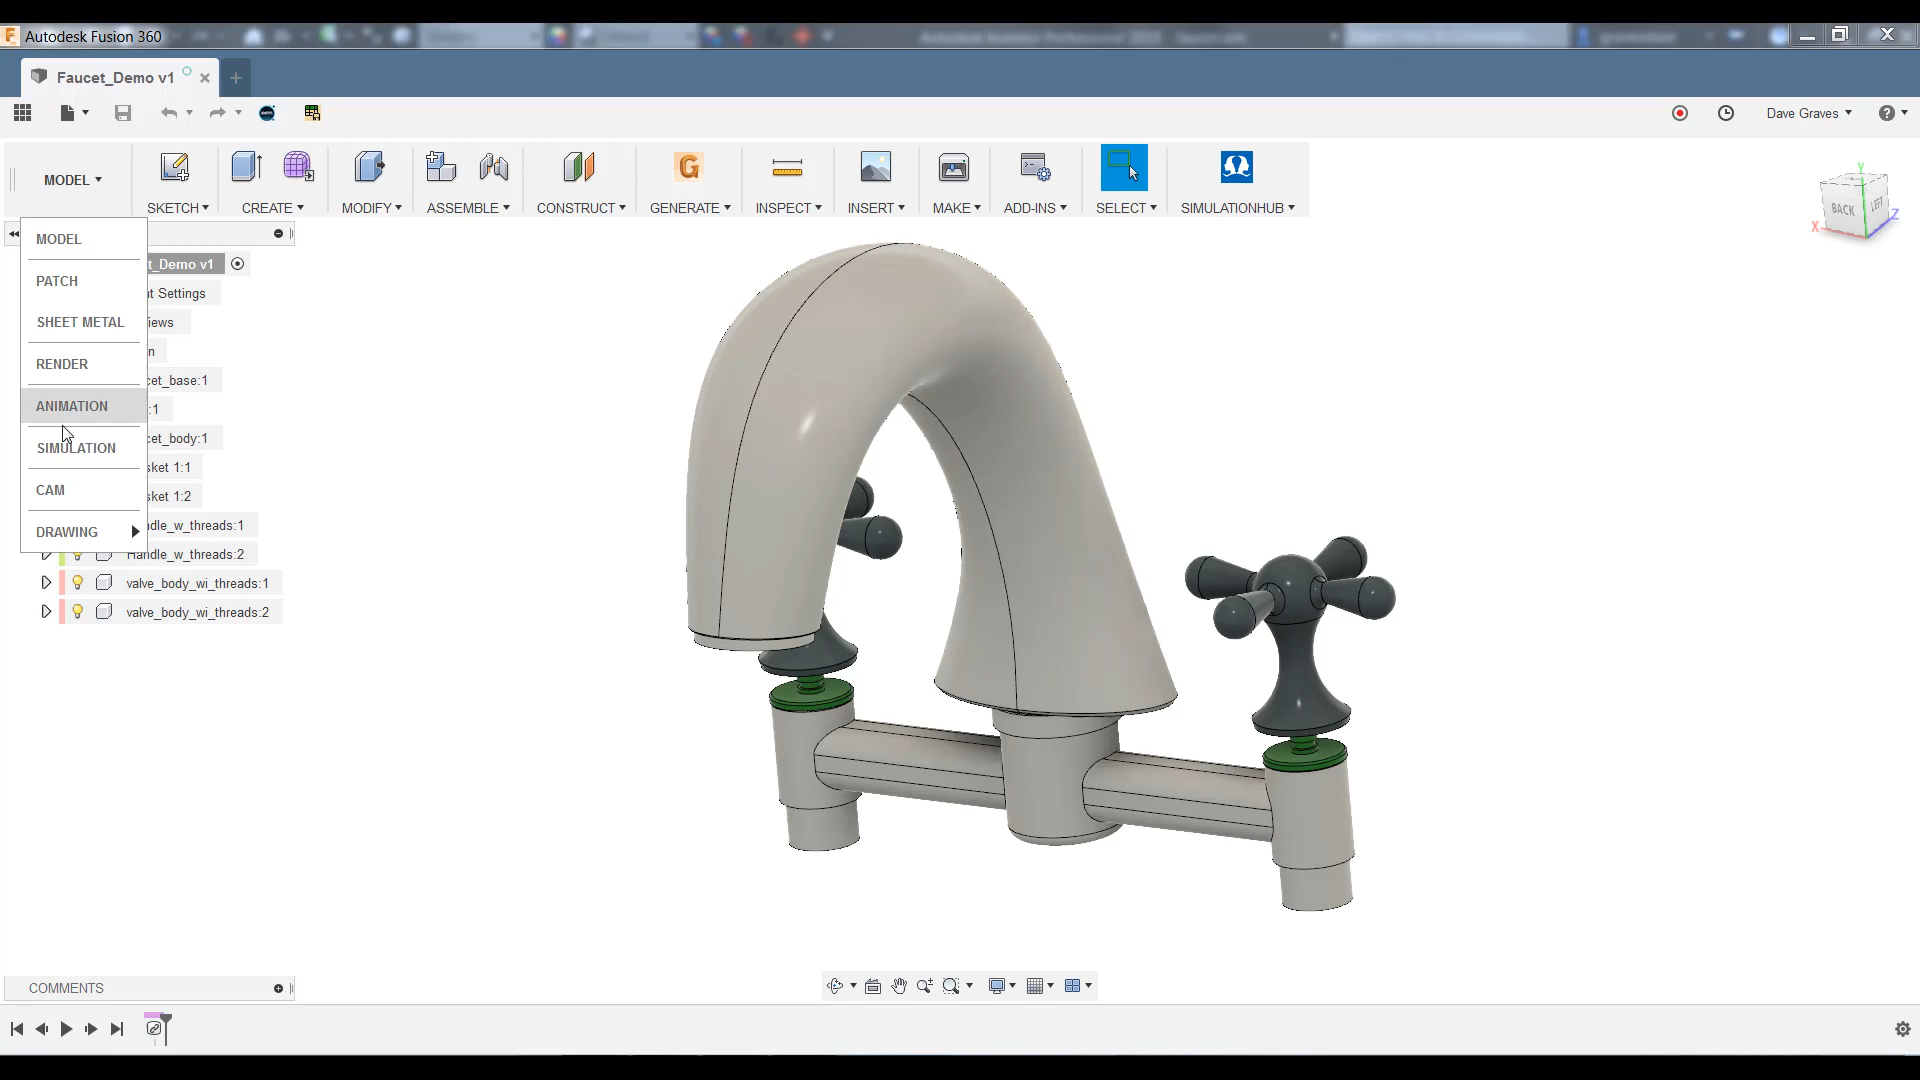 Autodesk Fusion 360
Faucet_Demo v1
Dave Graves
MODEL
SKETCH
CREATE
MODIFY
ASSEMBLE
CONSTRUCT
GENERATE
INSPECT
INSERT
MAKE
ADD-INS
SELECT
SIMULATIONHUB
MODEL
PATCH
SHEET METAL
RENDER
ANIMATION
SIMULATION
CAM
DRAWING
t_Demo v1
nt Settings
iews
n
cet_base:1
:1
cet_body:1
sket 1:1
sket 1:2
ndle_w_threads:1
Handle_w_threads:2
valve_body_wi_threads:1
valve_body_wi_threads:2
BACK
LEFT
X
Y
Z
COMMENTS